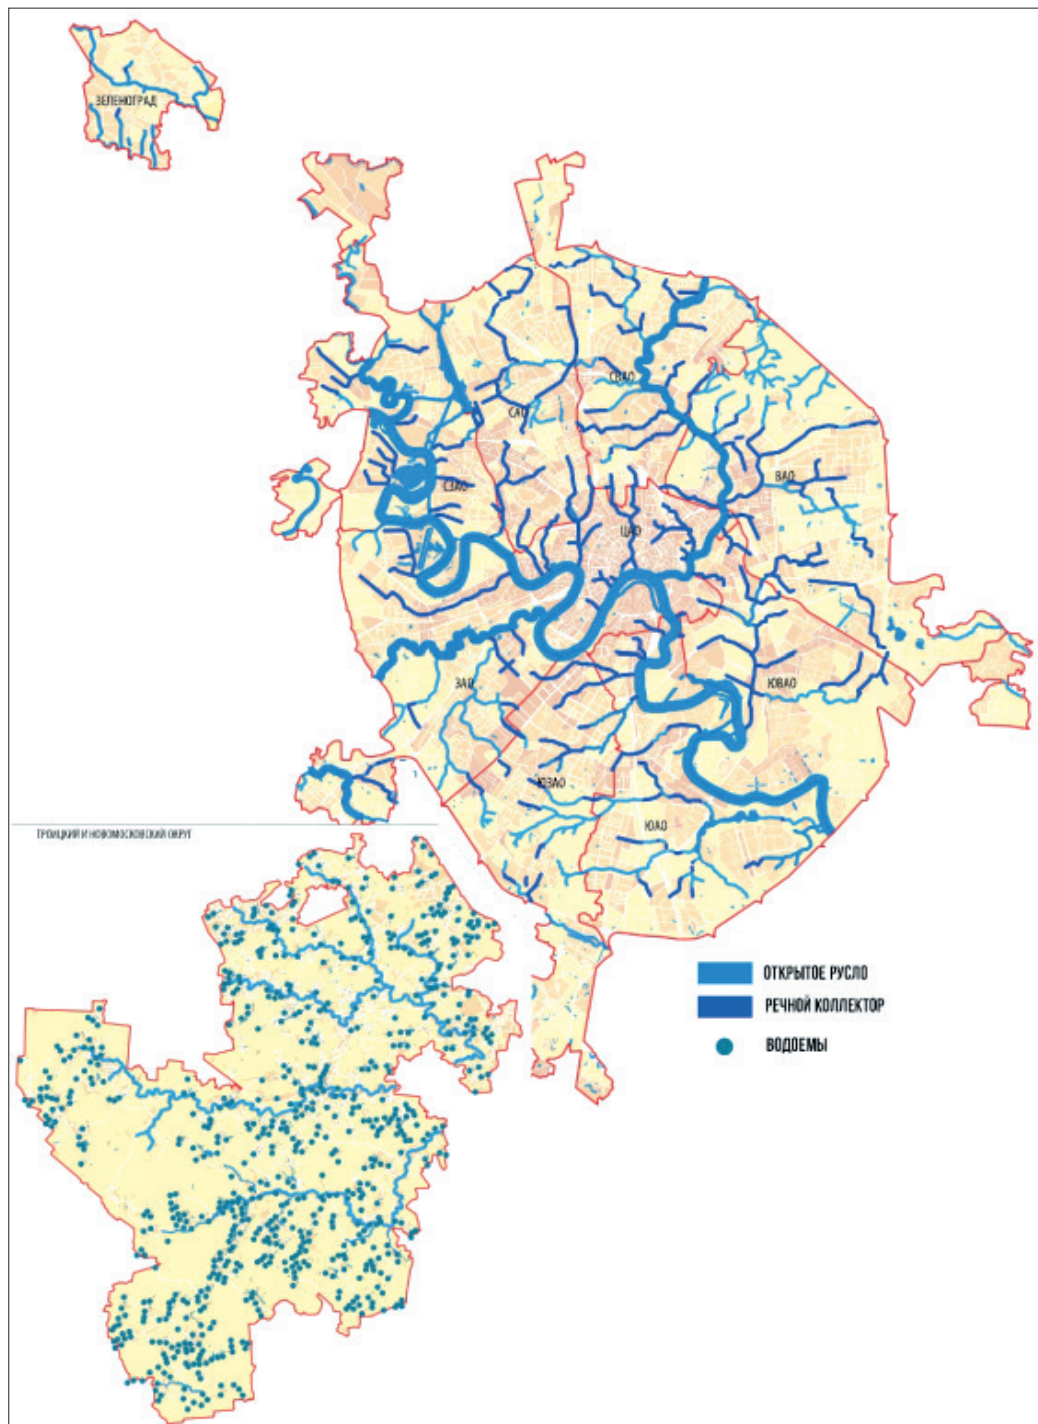 ЗЕЛЕНОГРАД
СВАО
САО
СЗАО
ВАО
ЦАО
ЗАО
ЮВАО
ЮЗАО
ЮАО
ТРОИЦКИЙ И НОВОМОСКОВСКИЙ ОКРУГ
ОТКРЫТОЕ РУСЛО
РЕЧНОЙ КОЛЛЕКТОР
ВОДОЕМЫ